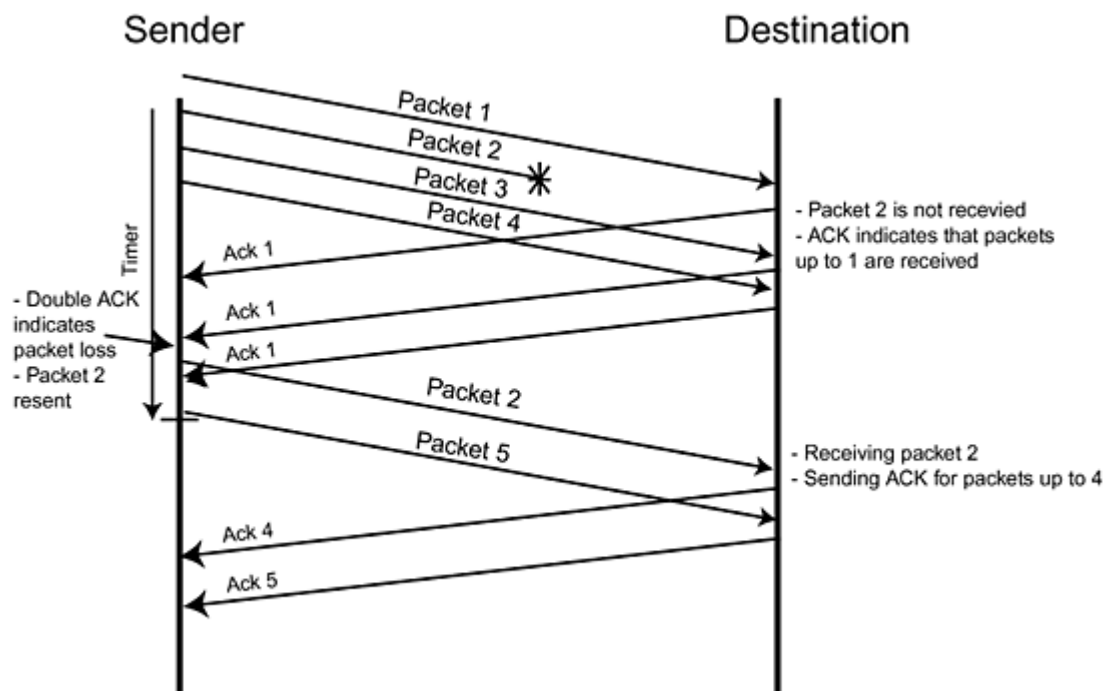 Sender
Destination
Packet 1
Packet 2
Packet 3
Packet 4
- Packet 2 is not recevied
- ACK indicates that packets
up to 1 are received
Ack 1
Timer
- Double ACK
indicates
packet loss
- Packet 2
resent
Ack 1
Ack 1
Packet 2
Packet 5
- Receiving packet 2
- Sending ACK for packets up to 4
Ack 4
Ack 5